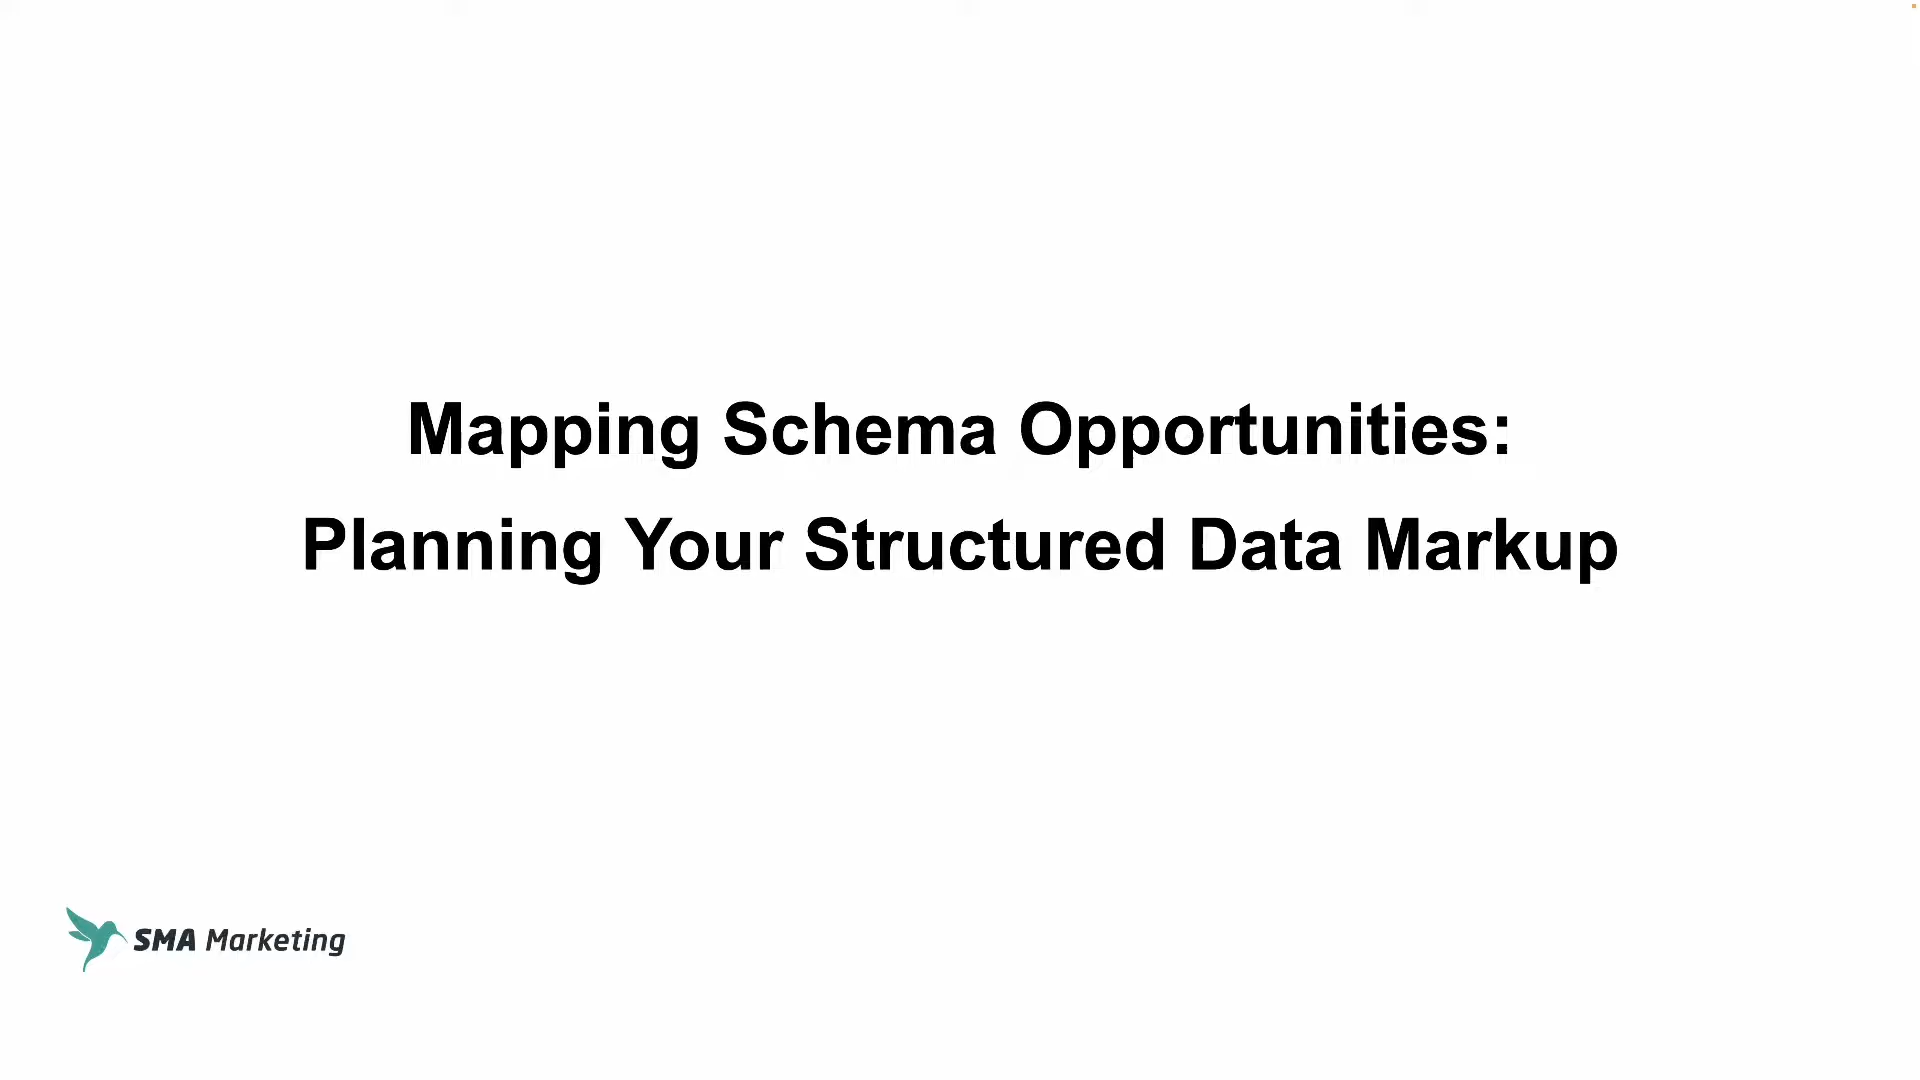 Mapping Schema Opportunities:
Planning Your Structured Data Markup
SMA Marketing